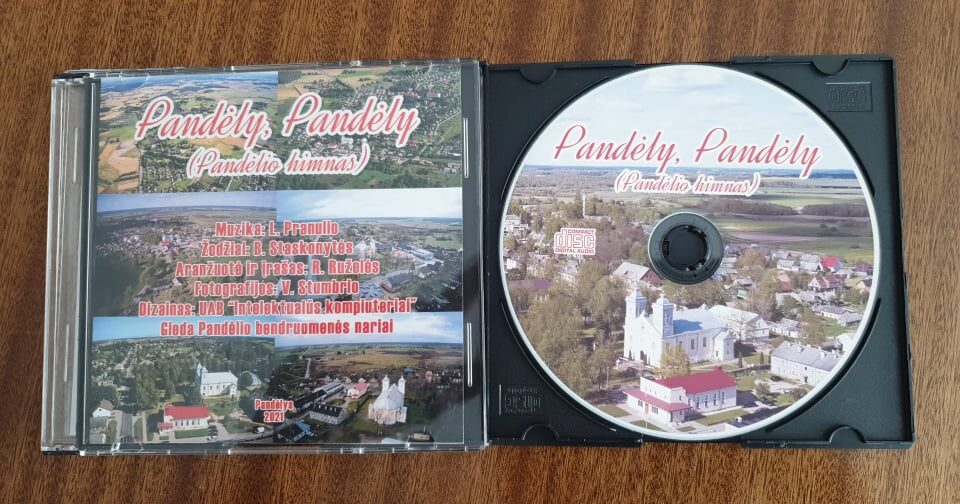 Pandėly, Pandėly
(Pandėlio himnas)
Muzika: L. Pranulio
Žodžiai: B. Staskonytės
Aranžuotė ir įrašas: R. Ruželės
Fotografijos: V. Stumbrio
Dizainas: UAB "Intelektualūs kompiuteriai"
Gieda Pandėlio bendruomenės nariai
Pandėlys
2021
Pandėly, Pandėly
(Pandėlio himnas)
COMPACT
disc
DIGITAL AUDIO